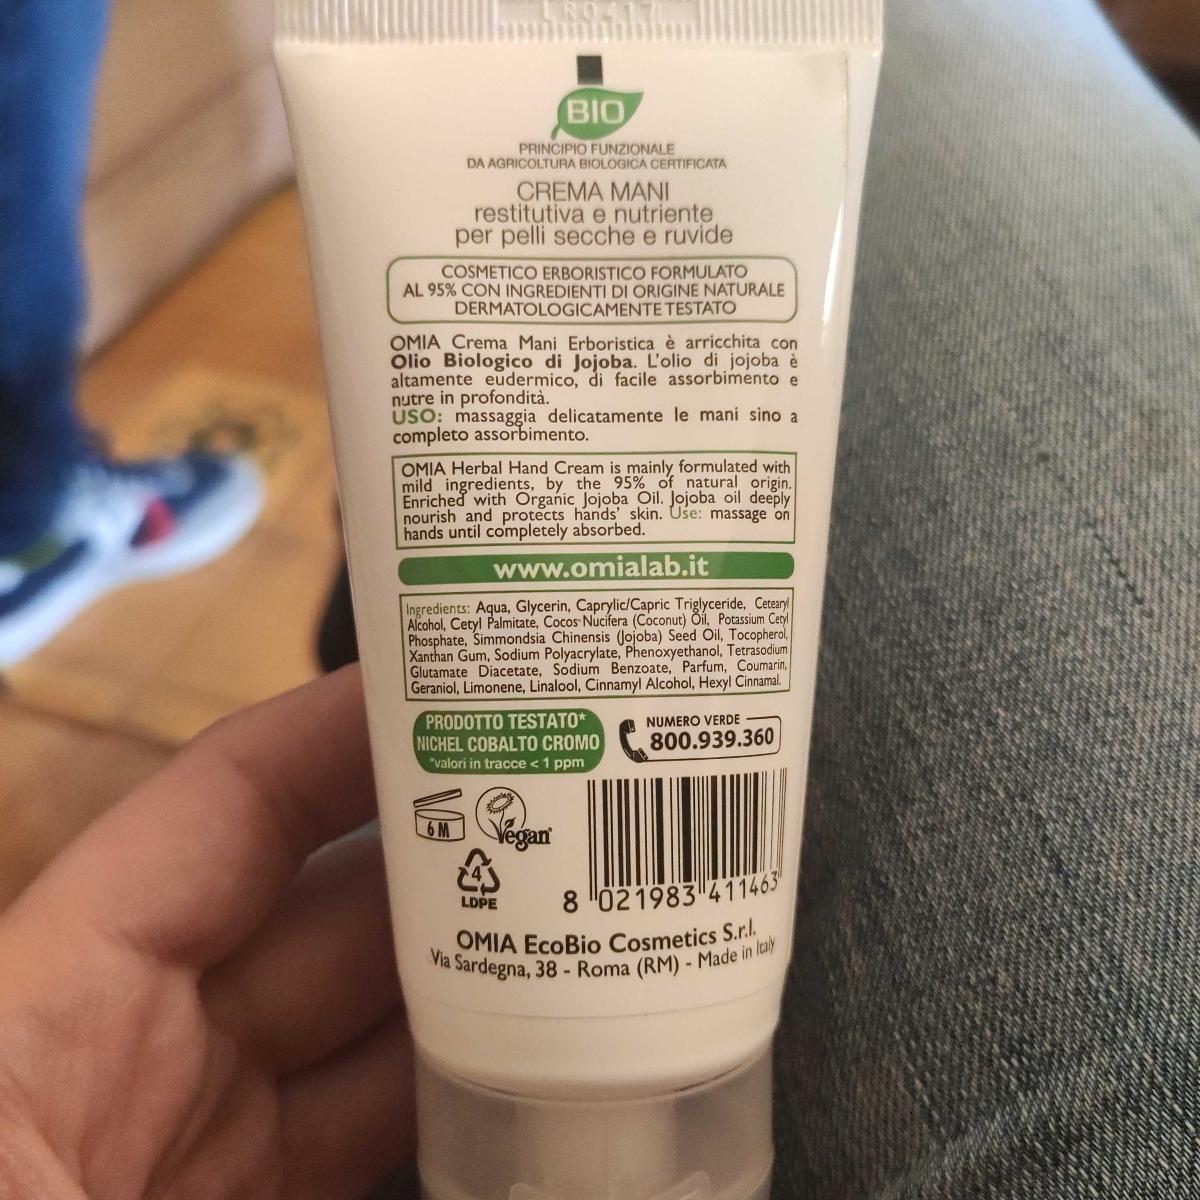 BIO
PRINCIPIO FUNZIONALE
DA AGRICOLTURA BIOLOGICA CERTIFICATA
CREMA MANI
restitutiva e nutriente
per pelli secche e ruvide
COSMETICO ERBORISTICO FORMULATO
AL 95% CON INGREDIENTI DI ORIGINE NATURALE
DERMATOLOGICAMENTE TESTATO
OMIA Crema Mani Erboristica è arricchita con
Olio Biologico di Jojoba. L'olio di jojoba è
altamente eudermico, di facile assorbimento e
nutre in profondità.
USO: massaggia delicatamente le mani sino a
completo assorbimento.
OMIA Herbal Hand Cream is mainly formulated with
mild ingredients, by the 95% of natural origin.
Enriched with Organic Jojoba Oil. Jojoba oil deeply
nourish and protects hands' skin. Use: massage on
hands until completely absorbed.
www.omialab.it
Ingredients: Aqua, Glycerin, Caprylic/Capric Triglyceride, Cetearyl
Alcohol, Cetyl Palmitate, Cocos Nucifera (Coconut) Oil, Potassium Cetyl
Phosphate, Simmondsia Chinensis (Jojoba) Seed Oil, Tocopherol,
Xanthan Gum, Sodium Polyacrylate, Phenoxyethanol, Tetrasodium
Glutamate Diacetate, Sodium Benzoate, Parfum, Coumarin,
Geraniol, Limonene, Linalool, Cinnamyl Alcohol, Hexyl Cinnamal.
PRODOTTO TESTATO*
NICHEL COBALTO CROMO
*valori in tracce < 1 ppm
NUMERO VERDE
800.939.360
6 M
Vegan
4
LDPE
8 021983 411463
OMIA EcoBio Cosmetics S.r.l.
Via Sardegna, 38 - Roma (RM) - Made in Italy